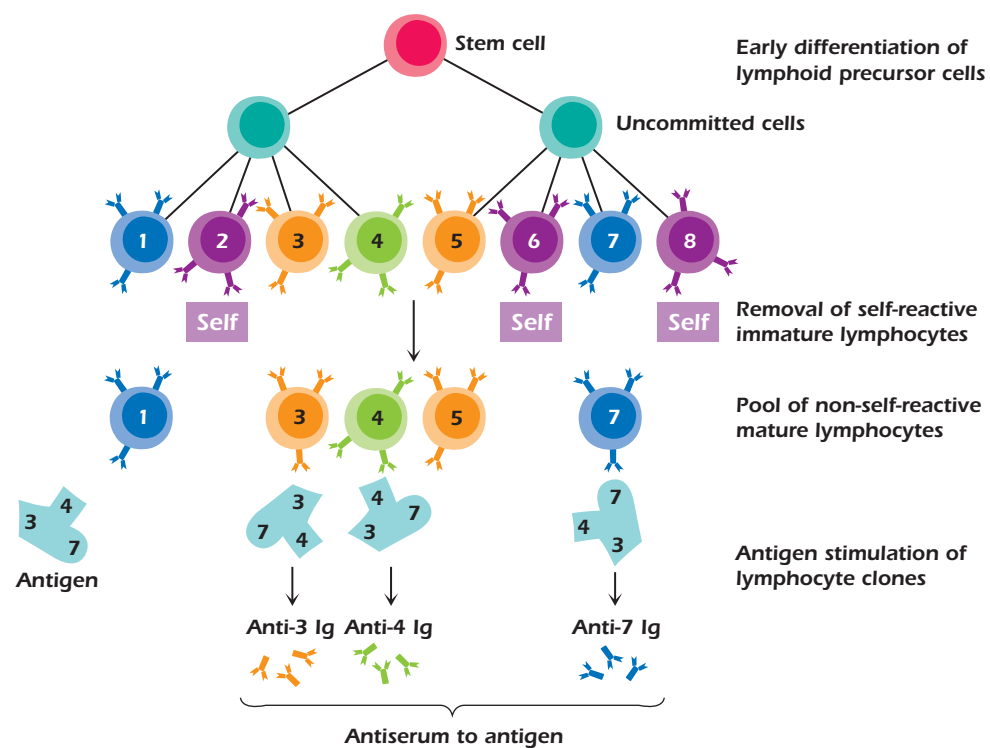 Stem cell
Early differentiation of
lymphoid precursor cells
Uncommitted cells
1 2 3 4 5 6 7 8
Self Self Self
Removal of self-reactive
immature lymphocytes
1 3 4 5 7
Pool of non-self-reactive
mature lymphocytes
3 4 7
Antigen
3 7 4
4 7 3
7 4 3
Antigen stimulation of
lymphocyte clones
Anti-3 Ig Anti-4 Ig Anti-7 Ig
Antiserum to antigen